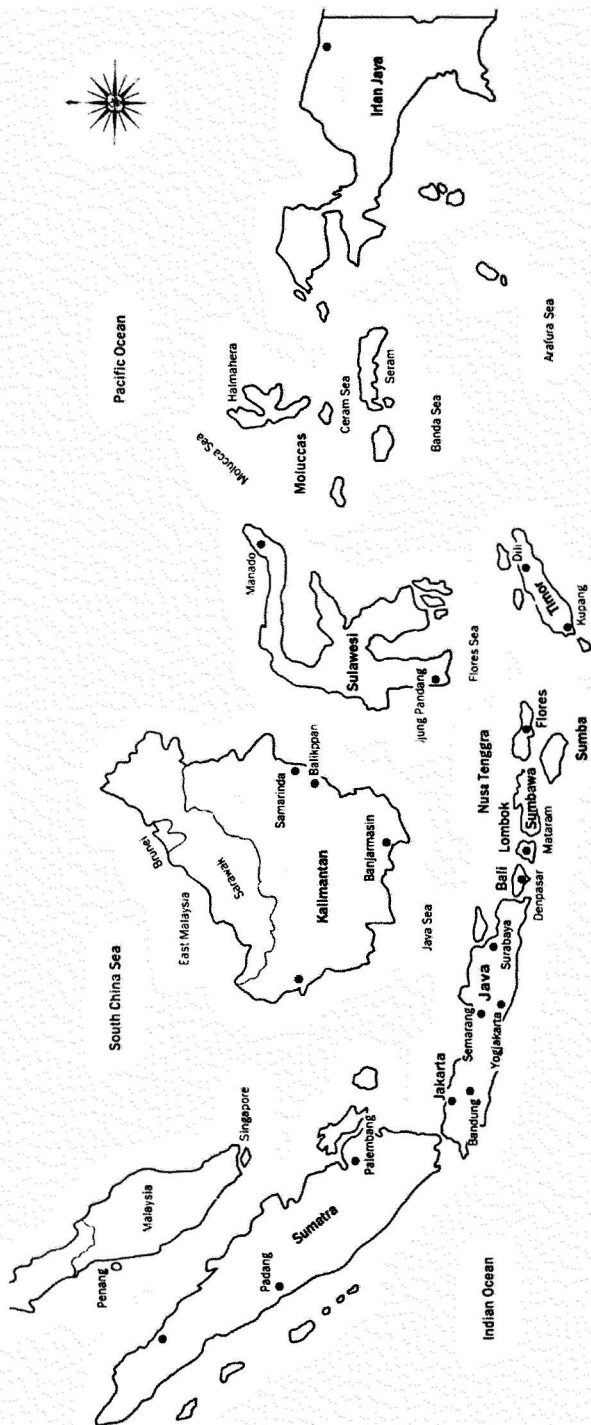 Pacific Ocean
South China Sea
Irian Jaya
Halmahera
Molucca Sea
Moluccas
Ceram Sea
Seram
Banda Sea
Arafura Sea
Manado
Sulawesi
Ujung Pandang
Flores Sea
Dili
Timor
Kupang
Brunei
East Malaysia
Sarawak
Samarinda
Balikppan
Kalimantan
Banjarmasin
Java Sea
Nusa Tenggra
Flores
Sumba
Sumbawa
Lombok
Mataram
Bali
Denpasar
Java
Surabaya
Semarang
Yogjakarta
Jakarta
Bandung
Singapore
Malaysia
Penang
Palembang
Sumatra
Padang
Indian Ocean